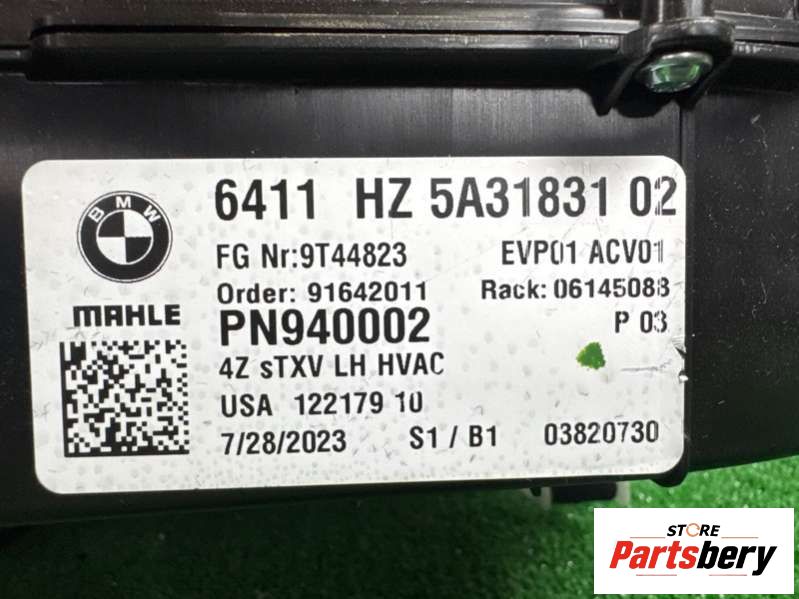 BMW
6411 HZ 5A31831 02
FG Nr:9T44823 EVP01 ACV01
Order: 91642011 Rack: 06145088
MAHLE
PN940002 P 03
4Z sTXV LH HVAC
USA 122179 10
7/28/2023 S1 / B1 03820730
STORE
Partsbery